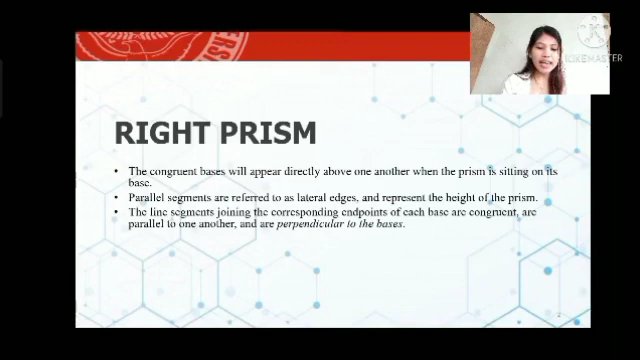 RIGHT PRISM
• The congruent bases will appear directly above one another when the prism is sitting on its
base.
• Parallel segments are referred to as lateral edges, and represent the height of the prism.
• The line segments joining the corresponding endpoints of each base are congruent, are
parallel to one another, and are perpendicular to the bases.